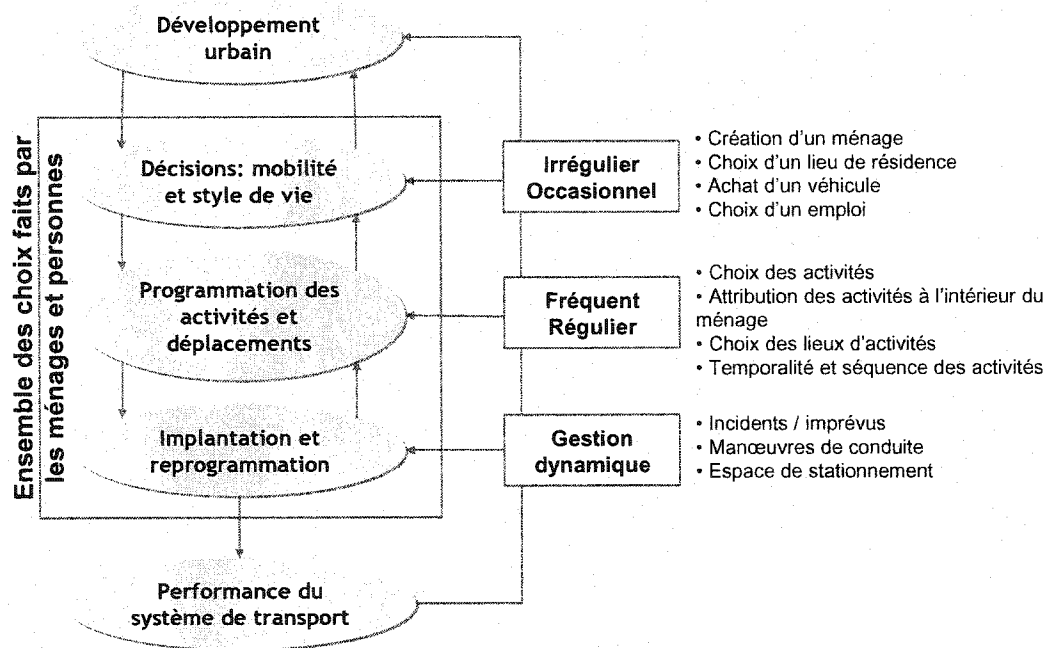 Développement
urbain
Ensemble des choix faits par
les ménages et personnes
Décisions: mobilité
et style de vie
Irrégulier
Occasionnel
• Création d'un ménage
• Choix d'un lieu de résidence
• Achat d'un véhicule
• Choix d'un emploi
Programmation des
activités et
déplacements
Fréquent
Régulier
• Choix des activités
• Attribution des activités à l'intérieur du
ménage
• Choix des lieux d'activités
• Temporalité et séquence des activités
Implantation et
reprogrammation
Gestion
dynamique
• Incidents / imprévus
• Manœuvres de conduite
• Espace de stationnement
Performance du
système de transport